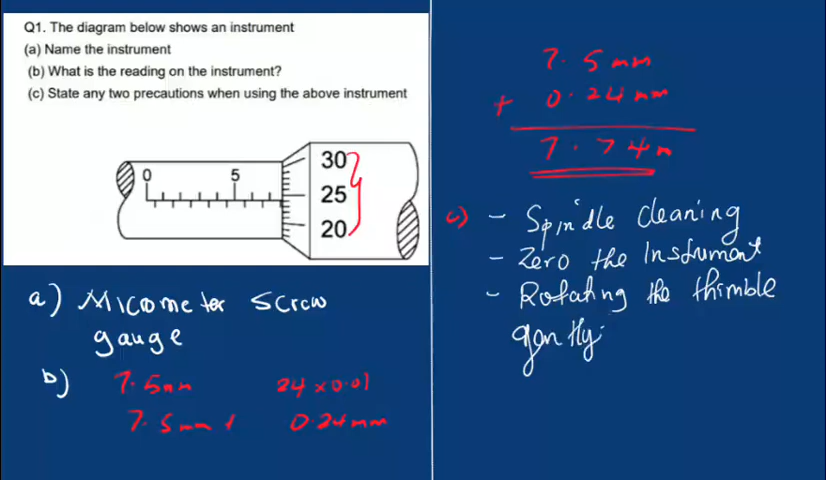 Q1. The diagram below shows an instrument
(a) Name the instrument
(b) What is the reading on the instrument?
(c) State any two precautions when using the above instrument
0 5
30
25
20
a) Micometer screw
gauge
b) 7.5mm 24 x 0.01
7.5mm + 0.24mm
7.5mm
+ 0.24mm
7.74m
c) - Spindle cleaning
- Zero the Instrument
- Rotating the thimble
gently.